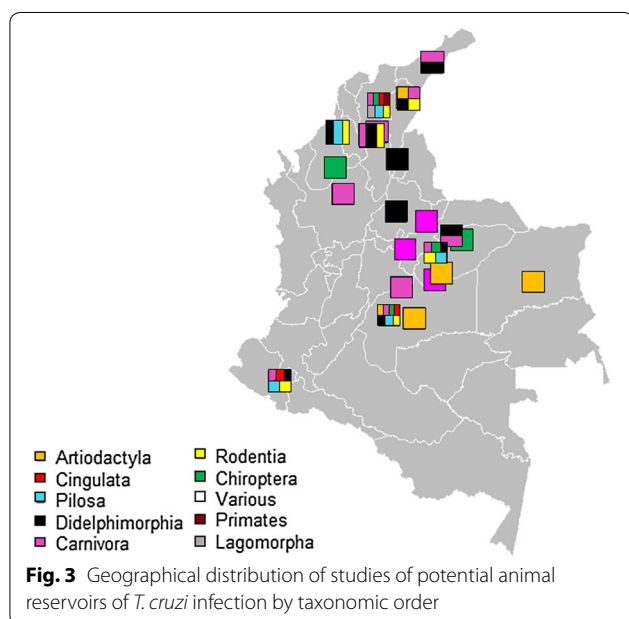 Artiodactyla
Cingulata
Pilosa
Didelphimorphia
Carnivora
Rodentia
Chiroptera
Various
Primates
Lagomorpha
Fig. 3 Geographical distribution of studies of potential animal
reservoirs of T. cruzi infection by taxonomic order